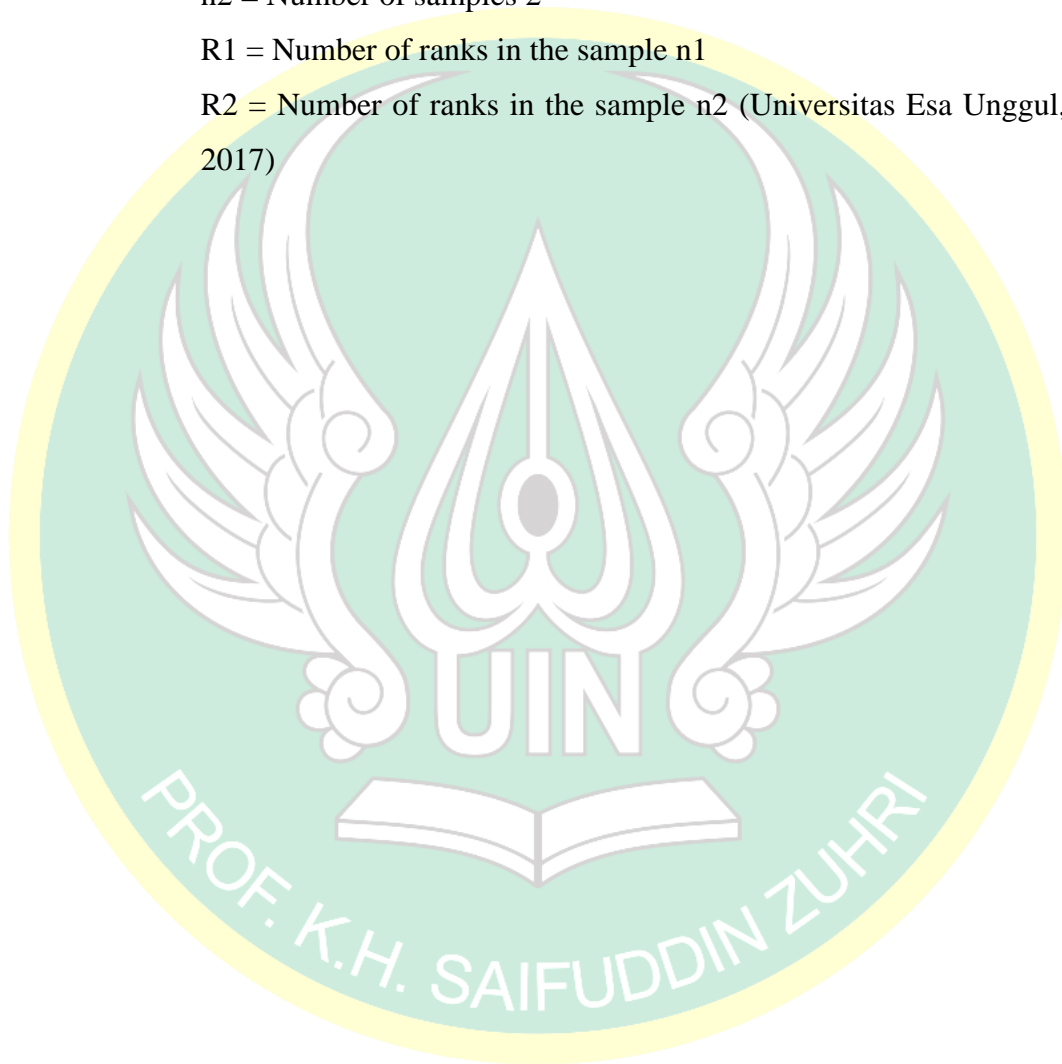 n2 = Number of samples 2
R1 = Number of ranks in the sample n1
R2 = Number of ranks in the sample n2 (Universitas Esa Unggul,
2017)
UIN
PROF. K.H. SAIFUDDIN ZUHRI